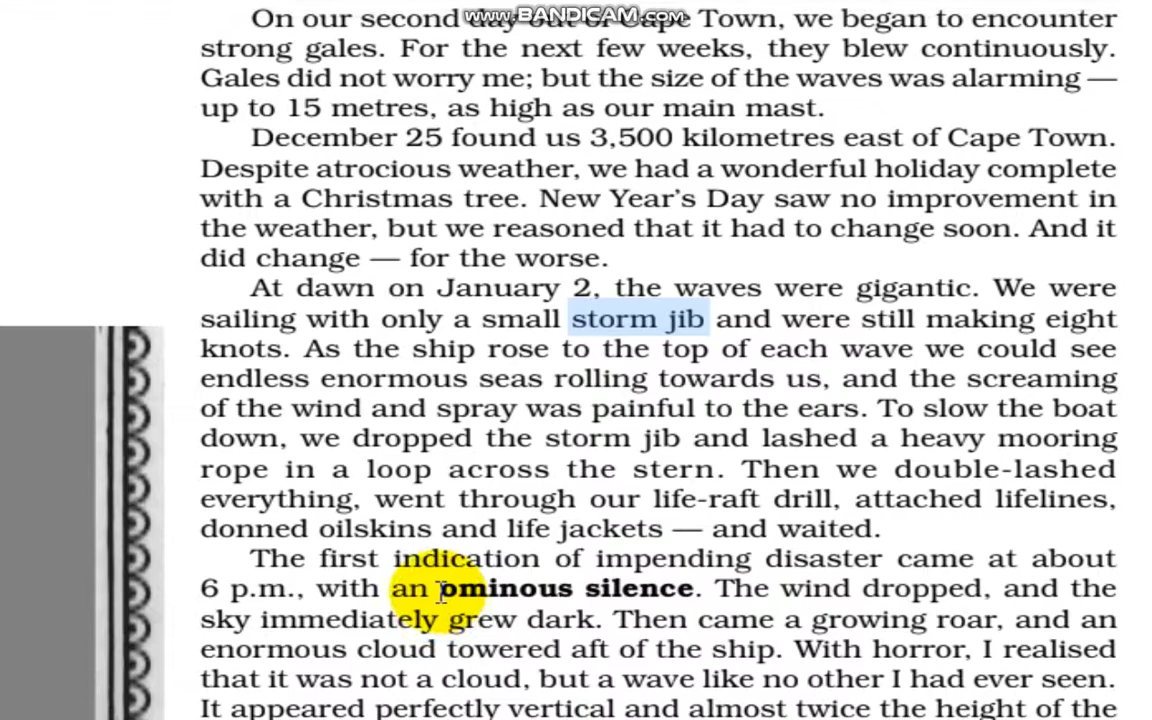 www.BANDICAM.com
On our second day out of Cape Town, we began to encounter
strong gales. For the next few weeks, they blew continuously.
Gales did not worry me; but the size of the waves was alarming —
up to 15 metres, as high as our main mast.
December 25 found us 3,500 kilometres east of Cape Town.
Despite atrocious weather, we had a wonderful holiday complete
with a Christmas tree. New Year's Day saw no improvement in
the weather, but we reasoned that it had to change soon. And it
did change — for the worse.
At dawn on January 2, the waves were gigantic. We were
sailing with only a small storm jib and were still making eight
knots. As the ship rose to the top of each wave we could see
endless enormous seas rolling towards us, and the screaming
of the wind and spray was painful to the ears. To slow the boat
down, we dropped the storm jib and lashed a heavy mooring
rope in a loop across the stern. Then we double-lashed
everything, went through our life-raft drill, attached lifelines,
donned oilskins and life jackets — and waited.
The first indication of impending disaster came at about
6 p.m., with an ominous silence. The wind dropped, and the
sky immediately grew dark. Then came a growing roar, and an
enormous cloud towered aft of the ship. With horror, I realised
that it was not a cloud, but a wave like no other I had ever seen.
It appeared perfectly vertical and almost twice the height of the